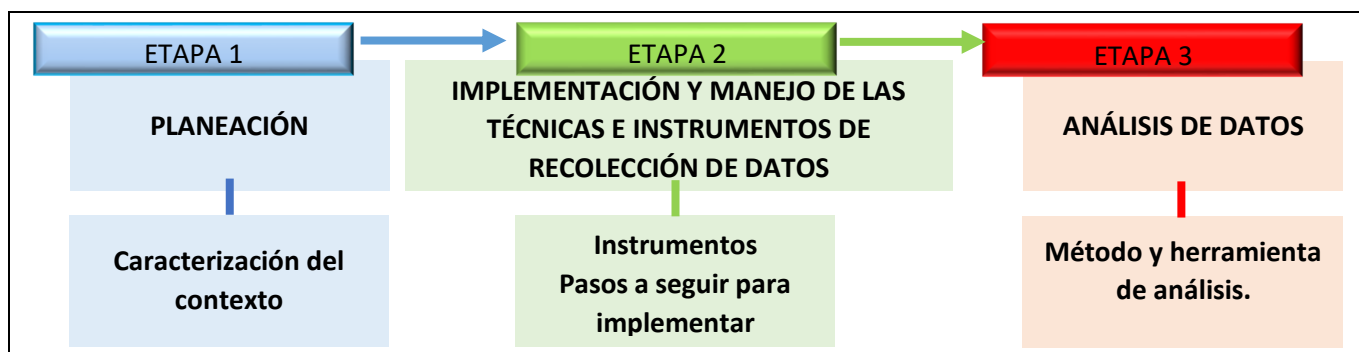 ETAPA 1
ETAPA 2
ETAPA 3
PLANEACIÓN
IMPLEMENTACIÓN Y MANEJO DE LAS
TÉCNICAS E INSTRUMENTOS DE
RECOLECCIÓN DE DATOS
ANÁLISIS DE DATOS
Caracterización del
contexto
Instrumentos
Pasos a seguir para
implementar
Método y herramienta
de análisis.